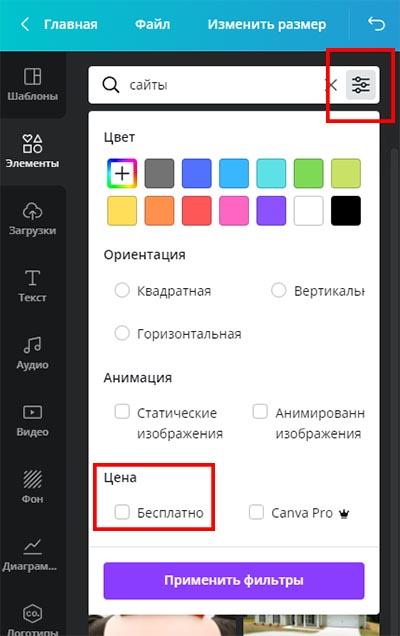 Главная Файл Изменить размер
Шаблоны
сайты
Элементы
Загрузки
Текст
Аудио
Видео
Фон
Диаграм...
CO.
Логотипы
Цвет
Ориентация
Квадратная
Вертикальн
Горизонтальная
Анимация
Статические
изображения
Анимированн
изображения
Цена
Бесплатно
Canva Pro
Применить фильтры